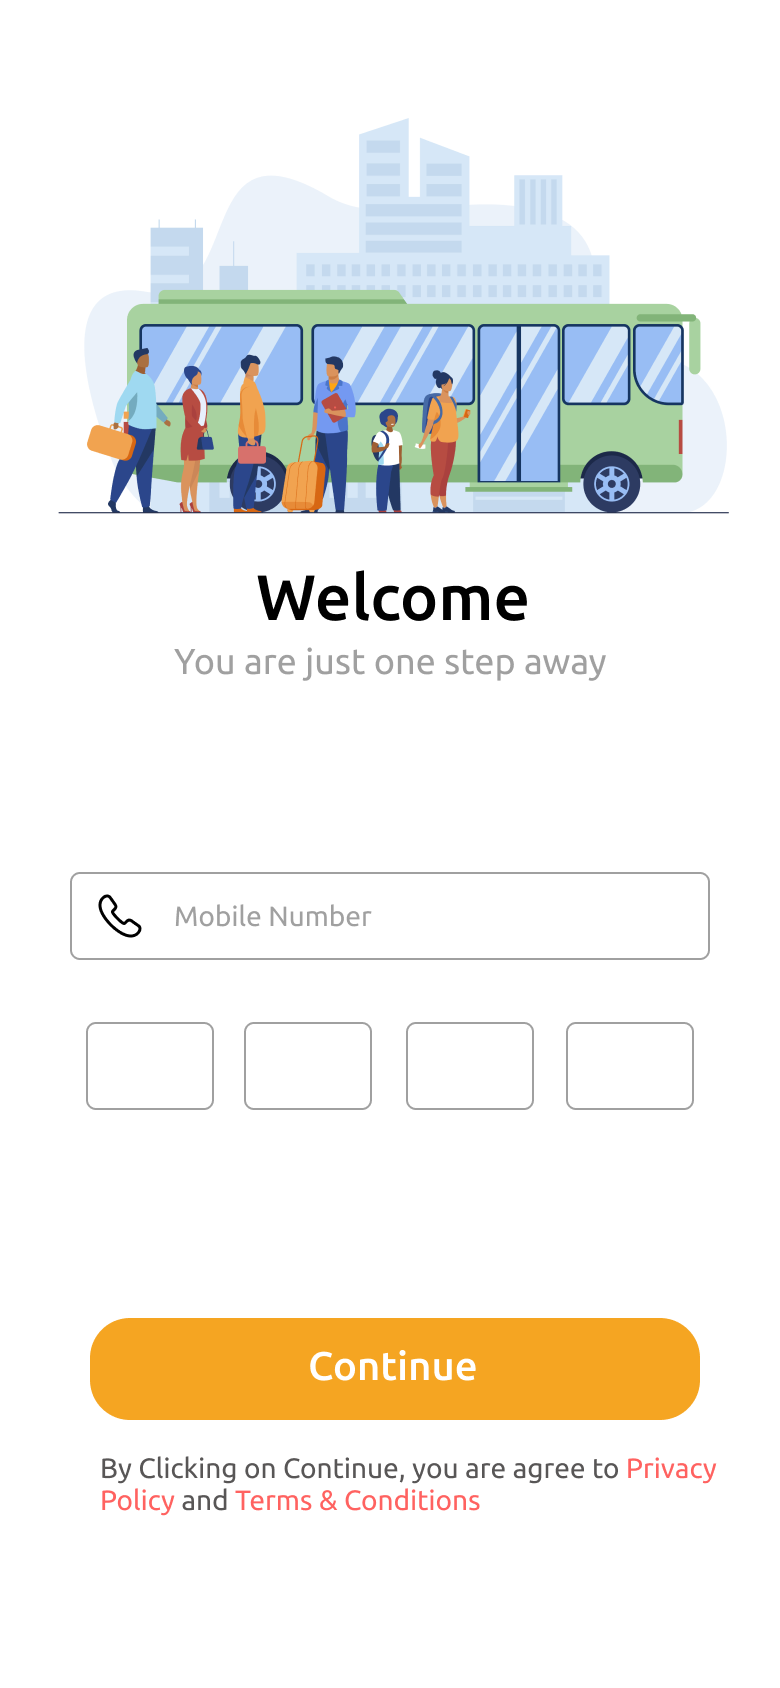 Welcome
You are just one step away
Mobile Number
Continue
By Clicking on Continue, you are agree to Privacy
Policy and Terms & Conditions